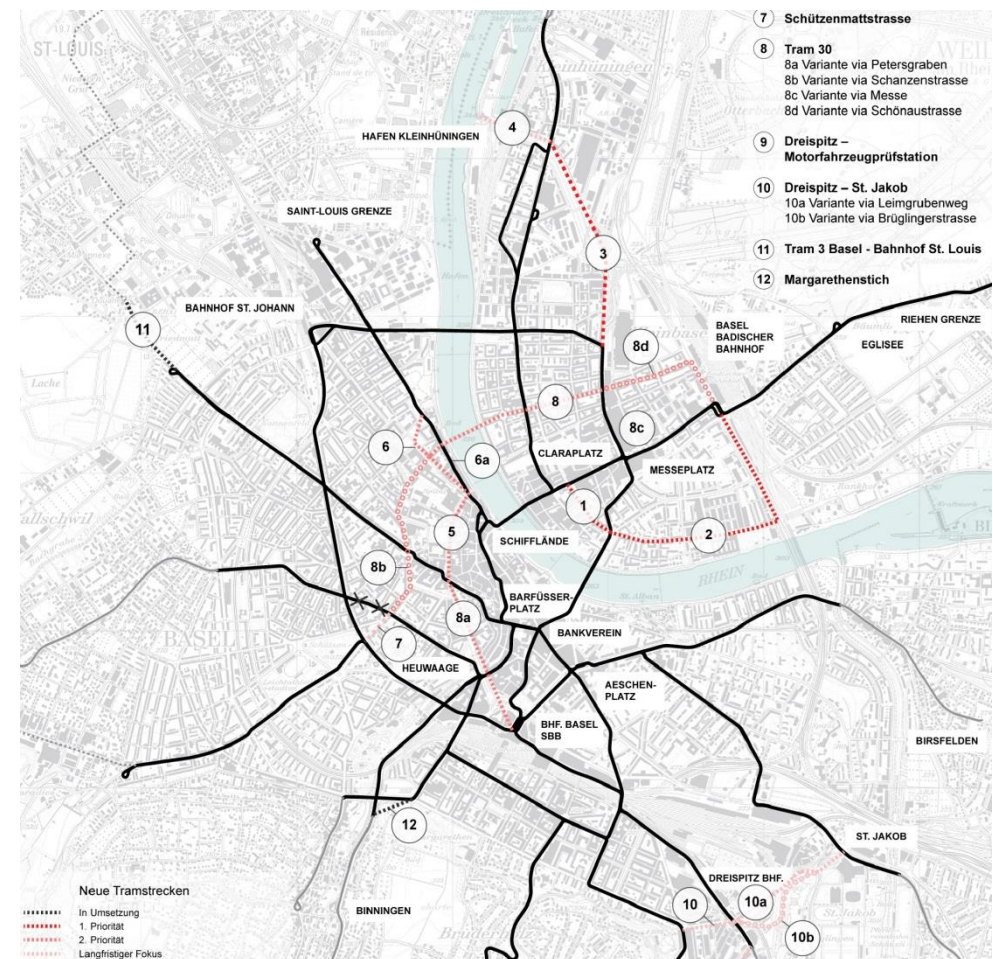 7 Schützenmattstrasse
8 Tram 30
8a Variante via Petersgraben
8b Variante via Schanzenstrasse
8c Variante via Messe
8d Variante via Schönaustrasse
9 Dreispitz –
Motorfahrzeugprüfstation
10 Dreispitz – St. Jakob
10a Variante via Leimgrubenweg
10b Variante via Brüglingerstrasse
11 Tram 3 Basel - Bahnhof St. Louis
12 Margarethenstich
ST-LOUIS
HAFEN KLEINHÜNINGEN
4
SAINT-LOUIS GRENZE
3
BAHNHOF ST. JOHANN
11
BASEL
BADISCHER
BAHNHOF
RIEHEN GRENZE
EGLISEE
8d
8
8c
6
6a
CLARAPLATZ
MESSEPLATZ
1
2
5
SCHIFFLÄNDE
RHEIN
8b
BARFÜSSER-
PLATZ
8a
BANKVEREIN
7
HEUWAAGE
AESCHEN-
PLATZ
BHF. BASEL
SBB
BIRSFELDEN
12
ST. JAKOB
DREISPITZ BHF.
10
10a
10b
BINNINGEN
St. Jakob
Neue Tramstrecken
In Umsetzung
1. Priorität
2. Priorität
Langfristiger Fokus